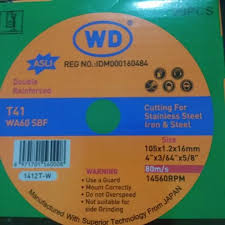 PCS
WD
ASLI
REG NO.:IDM000160484
Double
Reinforced
T41
WA60 SBF
Cutting For
Stainless Steel
Iron & Steel
Size
105x1.2x16mm
4"x3/64"x5/8"
80m/s
14560RPM
1412T-W
WARNING
• Use a Guard
• Mount Correctly
• Do not Overspeed
• Not suitable for
side Grinding
Manufactured With Superior Technology From JAPAN